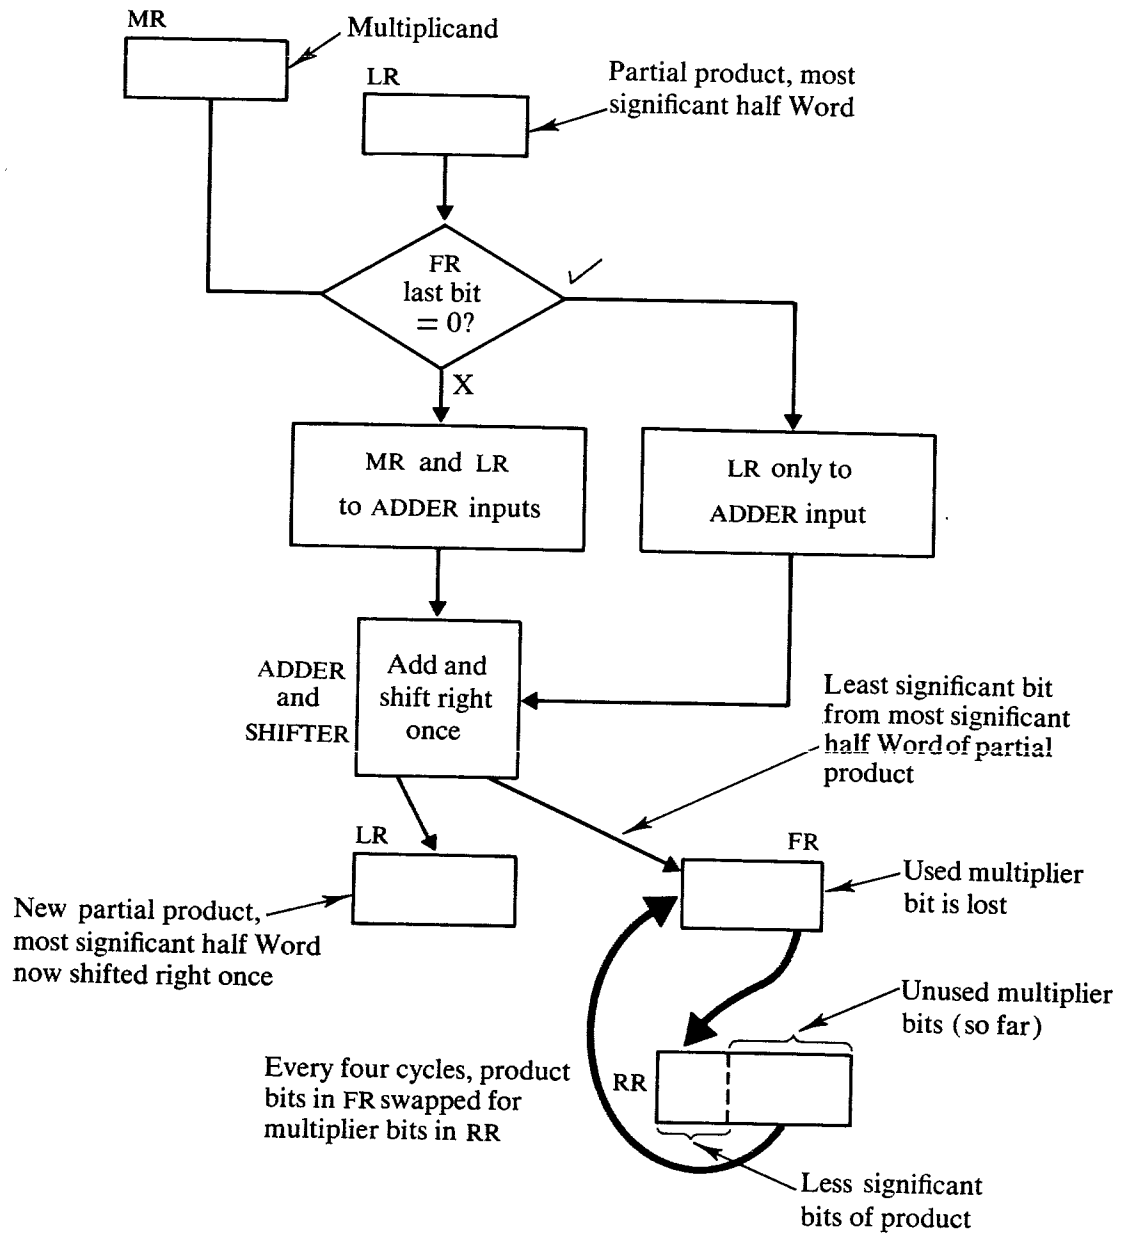 MR
Multiplicand
LR
Partial product, most
significant half Word
FR
last bit
= 0?
X
MR and LR
to ADDER inputs
LR only to
ADDER input
ADDER
and
SHIFTER
Add and
shift right
once
Least significant bit
from most significant
half Word of partial
product
LR
FR
New partial product,
most significant half Word
now shifted right once
Used multiplier
bit is lost
Unused multiplier
bits (so far)
Every four cycles, product
bits in FR swapped for
multiplier bits in RR
RR
Less significant
bits of product